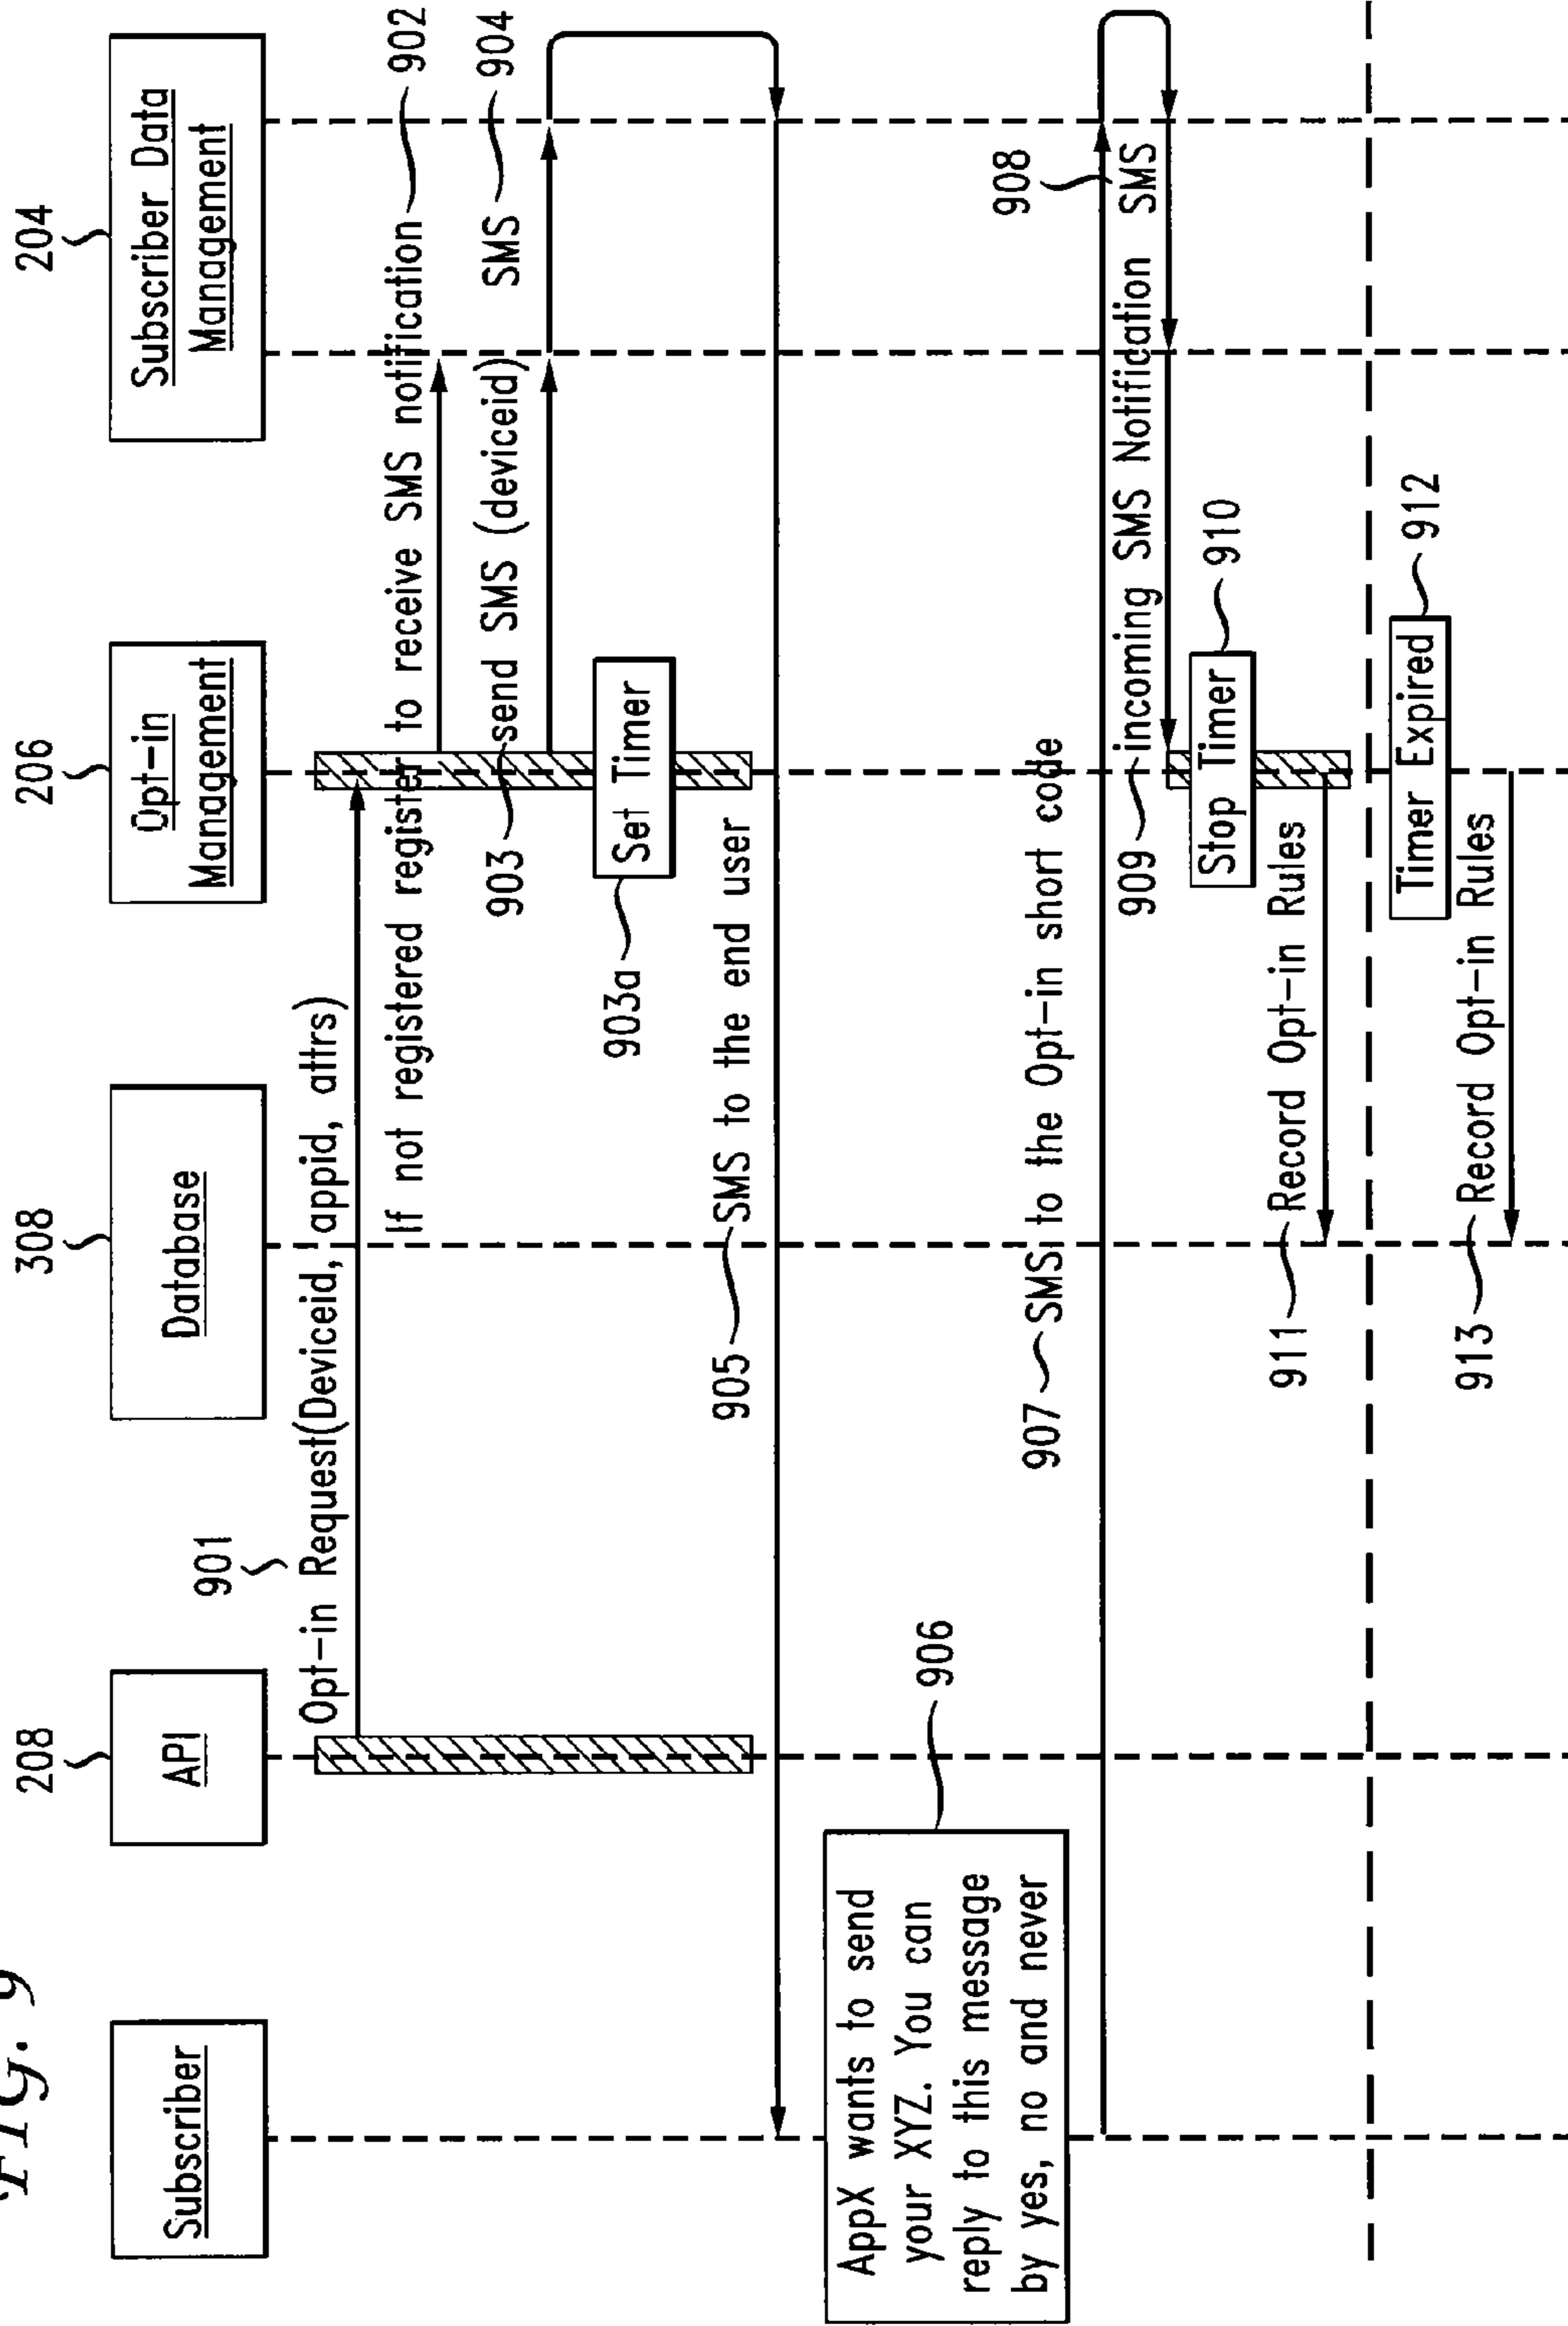 FIG. 9
Subscriber
208
API
308
Database
206
Opt-in
Management
204
Subscriber Data
Management
901
Opt-in Request(Deviceid, appid, attrs)
If not registered register to receive SMS notification
902
903
send SMS (deviceid)
SMS
904
903a
Set Timer
905
SMS to the end user
AppX wants to send
your XYZ. You can
reply to this message
by yes, no and never
906
907
SMS to the Opt-in short code
908
909
incoming SMS Notification
SMS
Stop Timer
910
911
Record Opt-in Rules
Timer Expired
912
913
Record Opt-in Rules